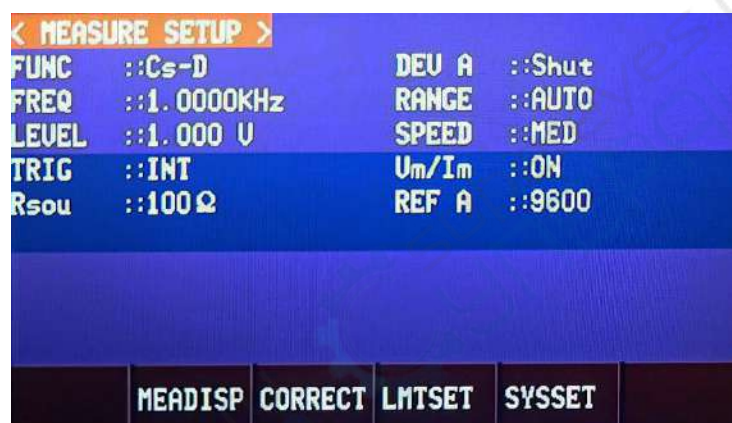 < MEASURE SETUP >
FUNC ::Cs-D DEV A ::Shut
FREQ ::1.0000KHz RANGE ::AUTO
LEVEL ::1.000 V SPEED ::MED
TRIG ::INT Vm/Im ::ON
Rsou ::100Ω REF A ::9600
MEADISP CORRECT LMTSET SYSSET